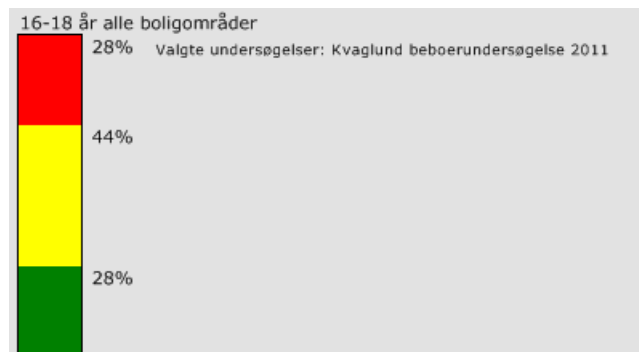 16-18 år alle boligområder
28% Valgte undersøgelser: Kvaglund beboerundersøgelse 2011
44%
28%